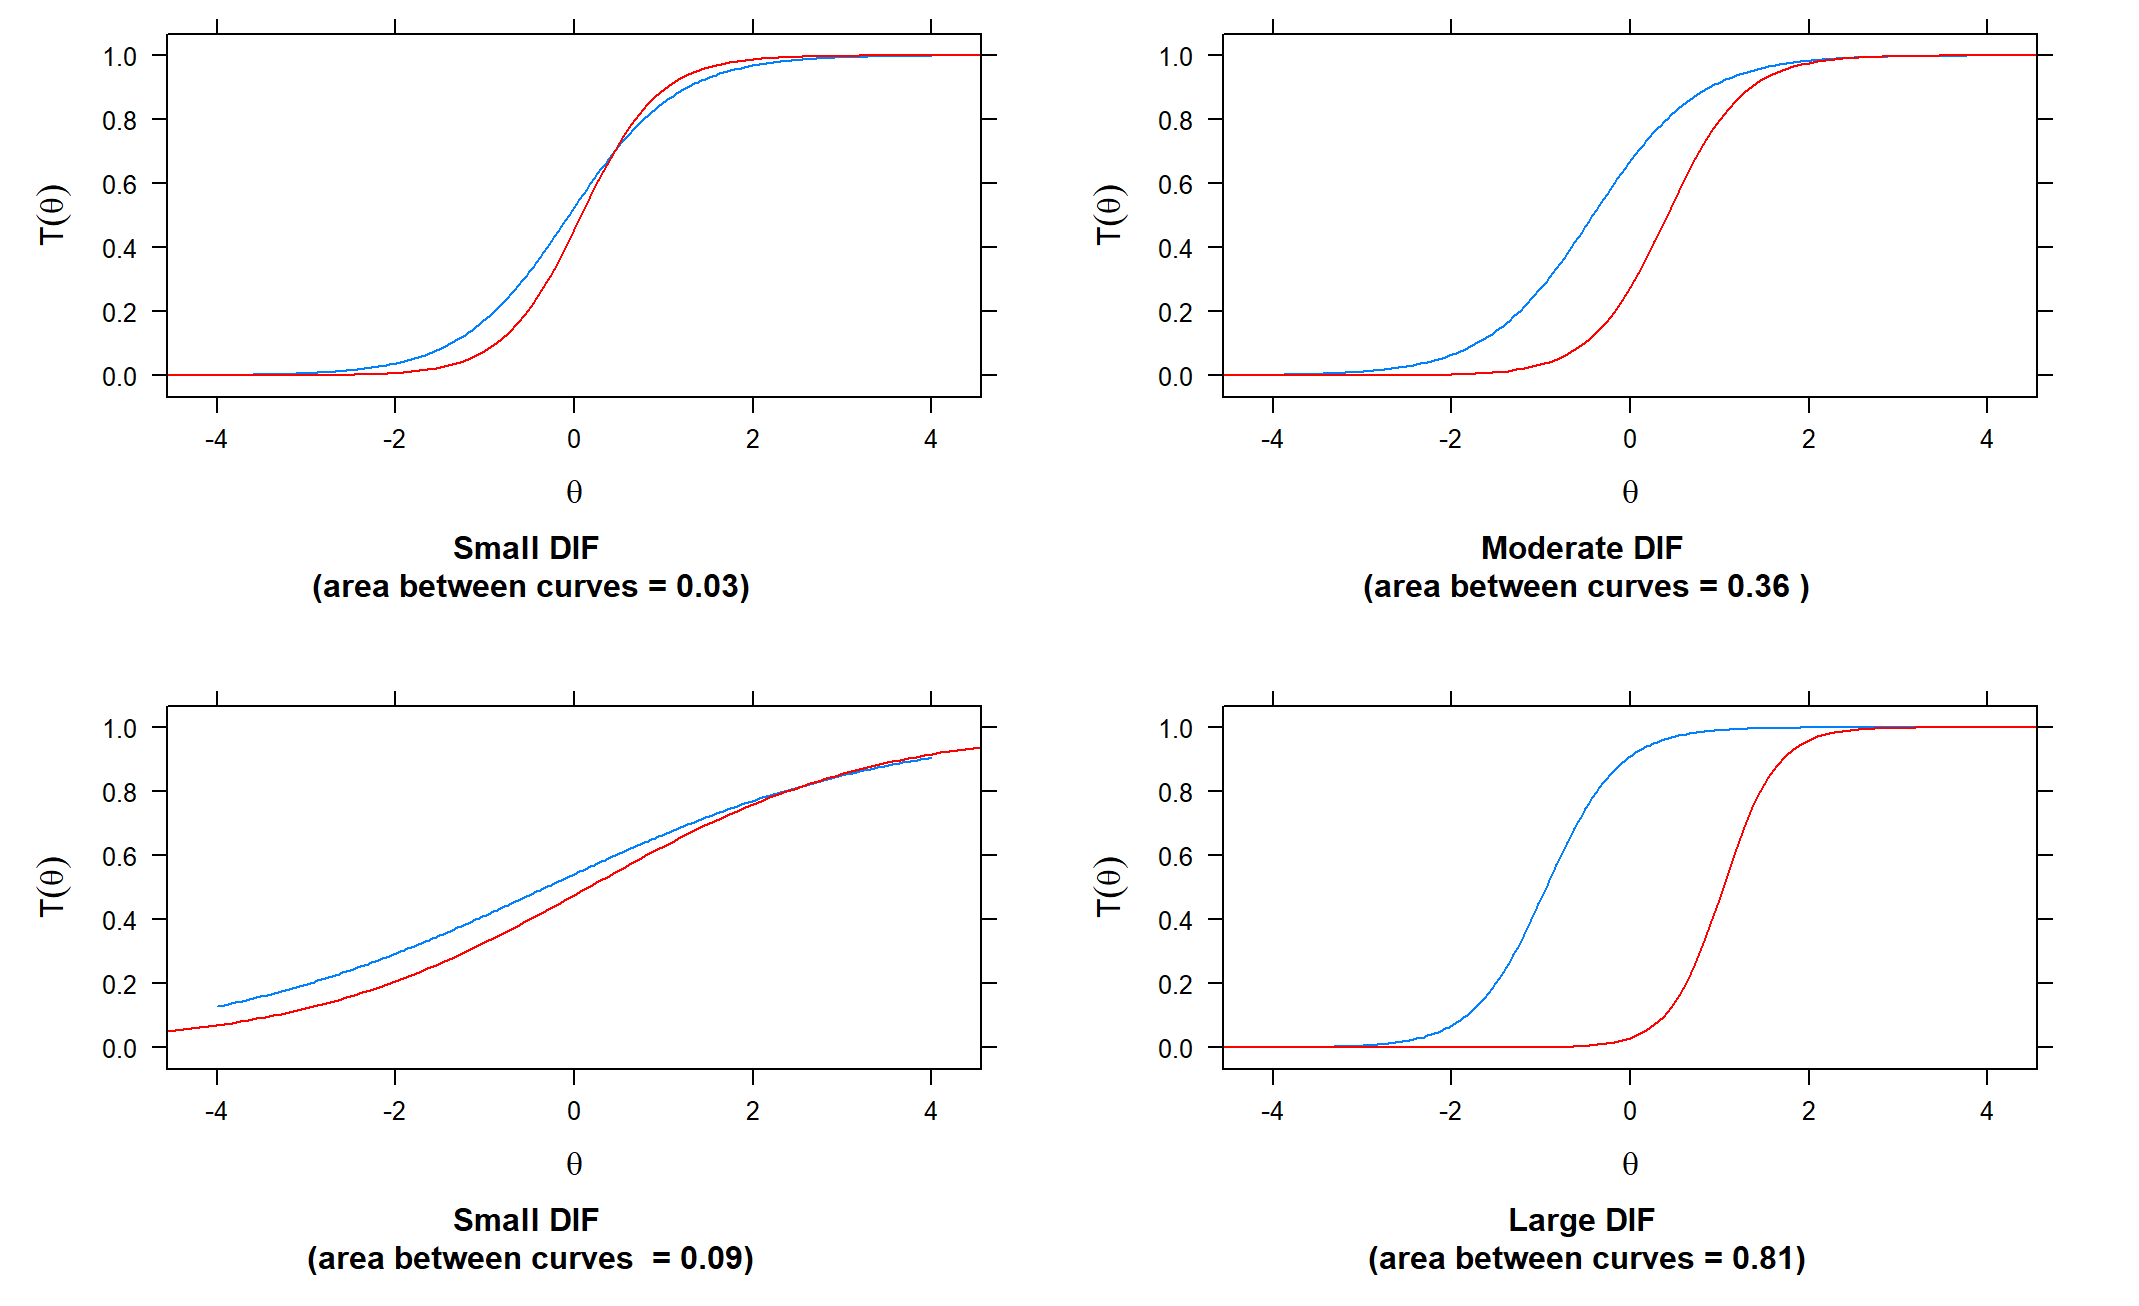 1.0
0.8
0.6
0.4
0.2
0.0
T(θ)
-4 -2 0 2 4
θ
Small DIF
(area between curves = 0.03)
1.0
0.8
0.6
0.4
0.2
0.0
T(θ)
-4 -2 0 2 4
θ
Moderate DIF
(area between curves = 0.36 )
1.0
0.8
0.6
0.4
0.2
0.0
T(θ)
-4 -2 0 2 4
θ
Small DIF
(area between curves  = 0.09)
1.0
0.8
0.6
0.4
0.2
0.0
T(θ)
-4 -2 0 2 4
θ
Large DIF
(area between curves = 0.81)